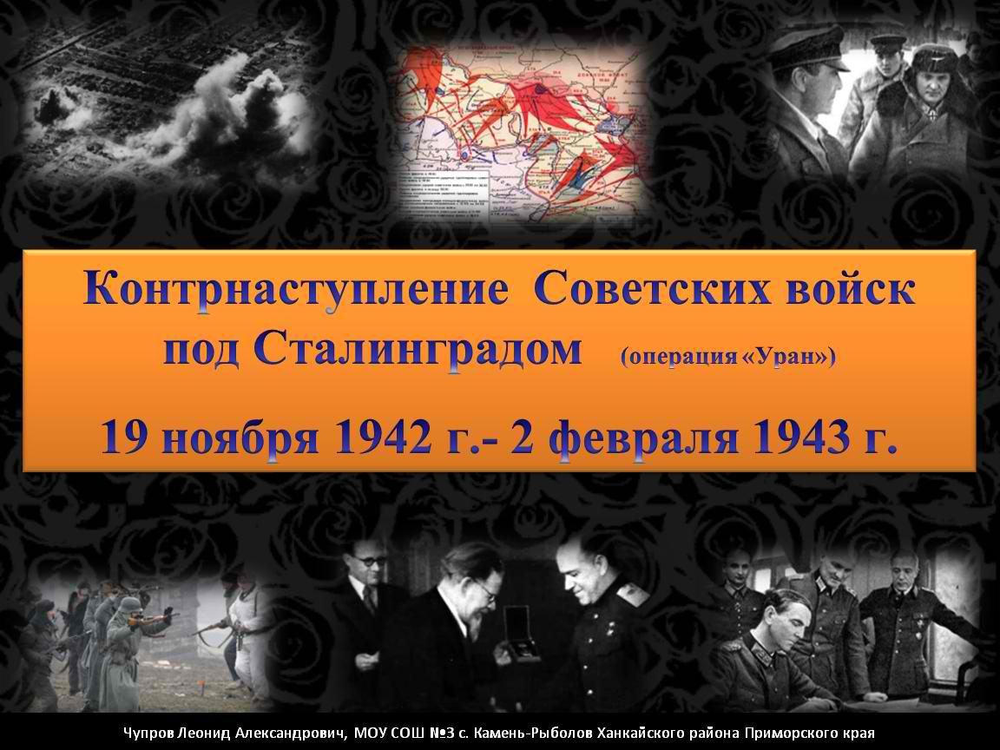 Контрнаступление Советских войск
под Сталинградом (операция «Уран»)
19 ноября 1942 г.- 2 февраля 1943 г.
Чупров Леонид Александрович, МОУ СОШ №3 с. Камень-Рыболов Ханкайского района Приморского края